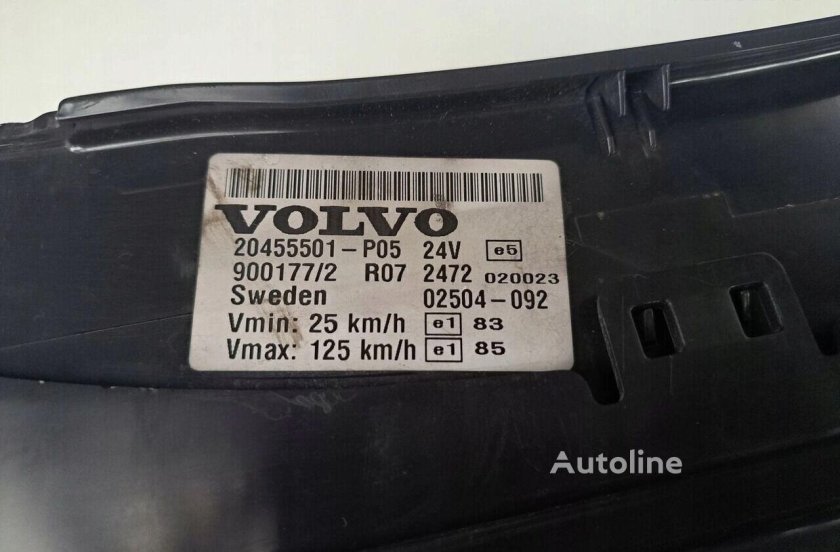 VOLVO
20455501-P05 24V e5
900177/2 R07 2472 020023
Sweden 02504-092
Vmin: 25 km/h e1 83
Vmax: 125 km/h e1 85
Autoline